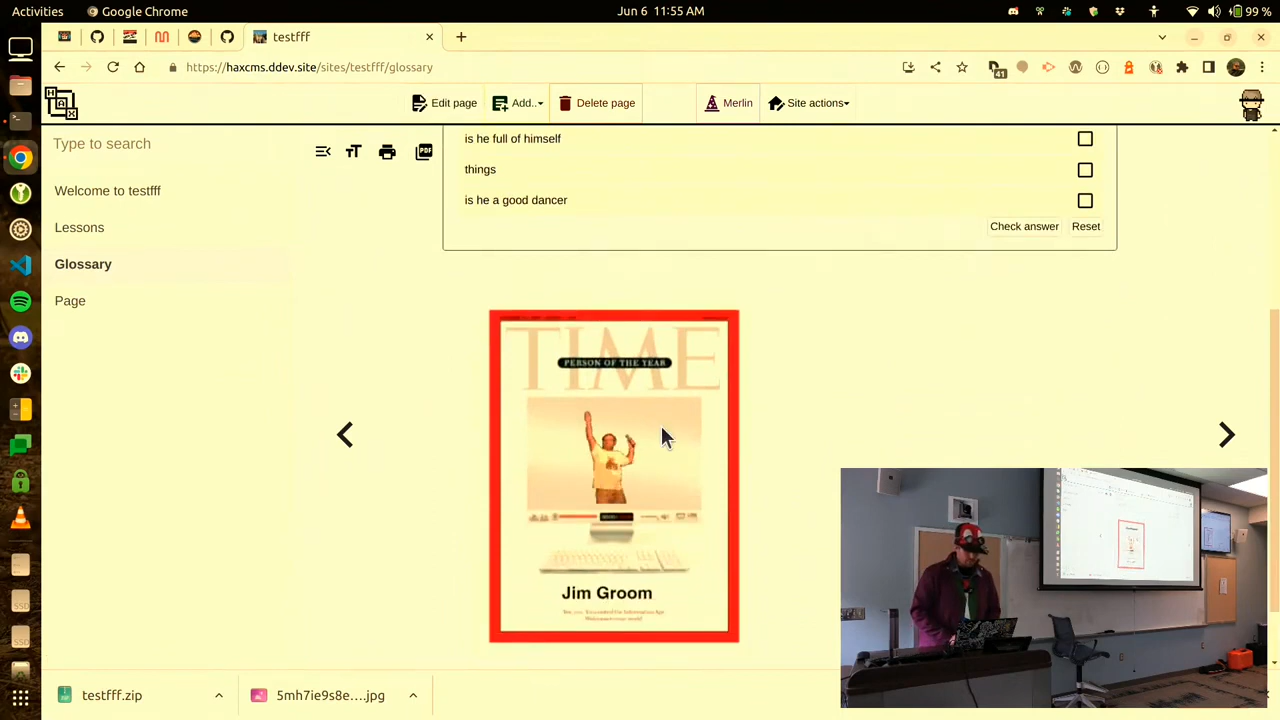 Activities
Google Chrome
Jun 6 11:55 AM
99 %
testfff
https://haxcms.ddev.site/sites/testfff/glossary
41
Edit page
Add..
Delete page
Merlin
Site actions
Type to search
PDF
is he full of himself
Welcome to testfff
things
is he a good dancer
Lessons
Check answer
Reset
Glossary
Page
TIME
PERSON OF THE YEAR
Jim Groom
testfff.zip
5mh7ie9s8e....jpg